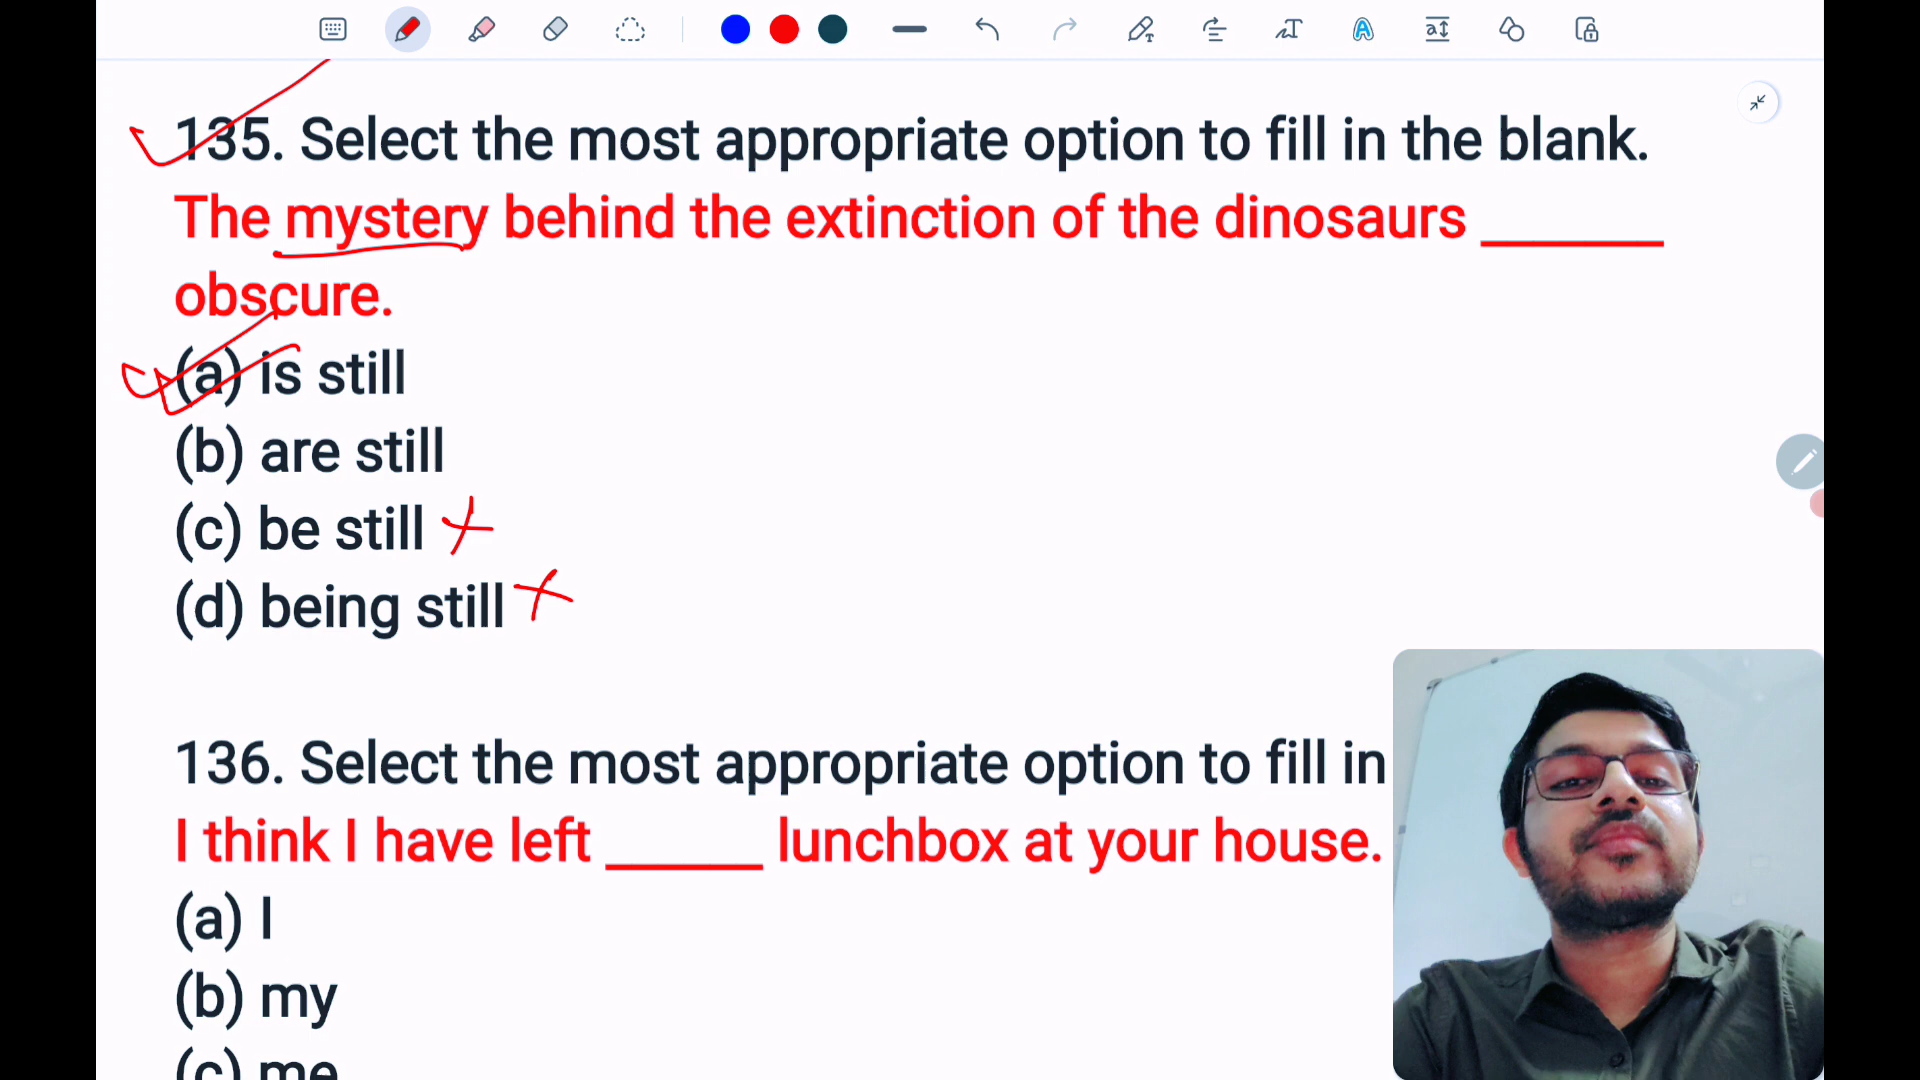 135. Select the most appropriate option to fill in the blank.
The mystery behind the extinction of the dinosaurs _______
obscure.
(a) is still
(b) are still
(c) be still
(d) being still
136. Select the most appropriate option to fill in
I think I have left ______ lunchbox at your house.
(a) I
(b) my
(c) me